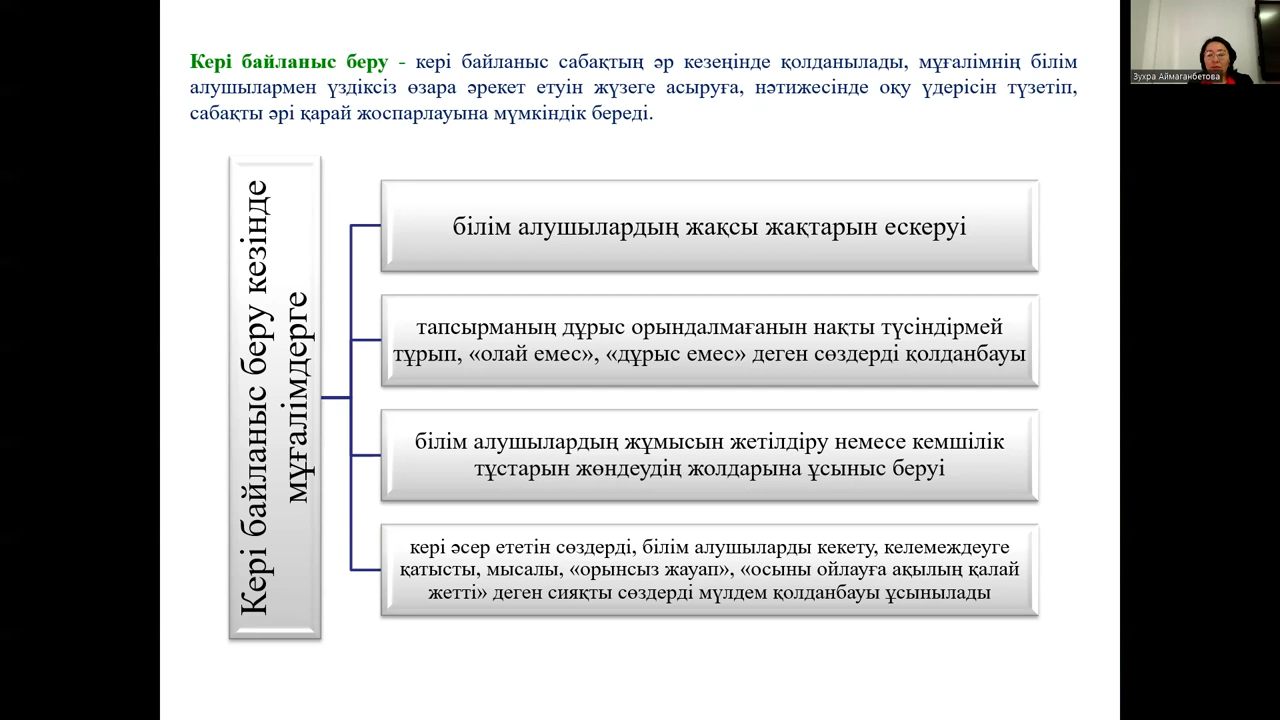 Кері байланыс беру - кері байланыс сабақтың әр кезеңінде қолданылады, мұғалімнің білім
алушылармен үздіксіз өзара әрекет етуін жүзеге асыруға, нәтижесінде оқу үдерісін түзетіп,
сабақты әрі қарай жоспарлауына мүмкіндік береді.
Зухра Аймаганбетова
Кері байланыс беру кезінде
мұғалімдерге
білім алушылардың жақсы жақтарын ескеруі
тапсырманың дұрыс орындалмағанын нақты түсіндірмей
тұрып, «олай емес», «дұрыс емес» деген сөздерді қолданбауы
білім алушылардың жұмысын жетілдіру немесе кемшілік
тұстарын жөндеудің жолдарына ұсыныс беруі
кері әсер ететін сөздерді, білім алушыларды кекету, келемеждеуге
қатысты, мысалы, «орынсыз жауап», «осыны ойлауға ақылың қалай
жетті» деген сияқты сөздерді мүлдем қолданбауы ұсынылады